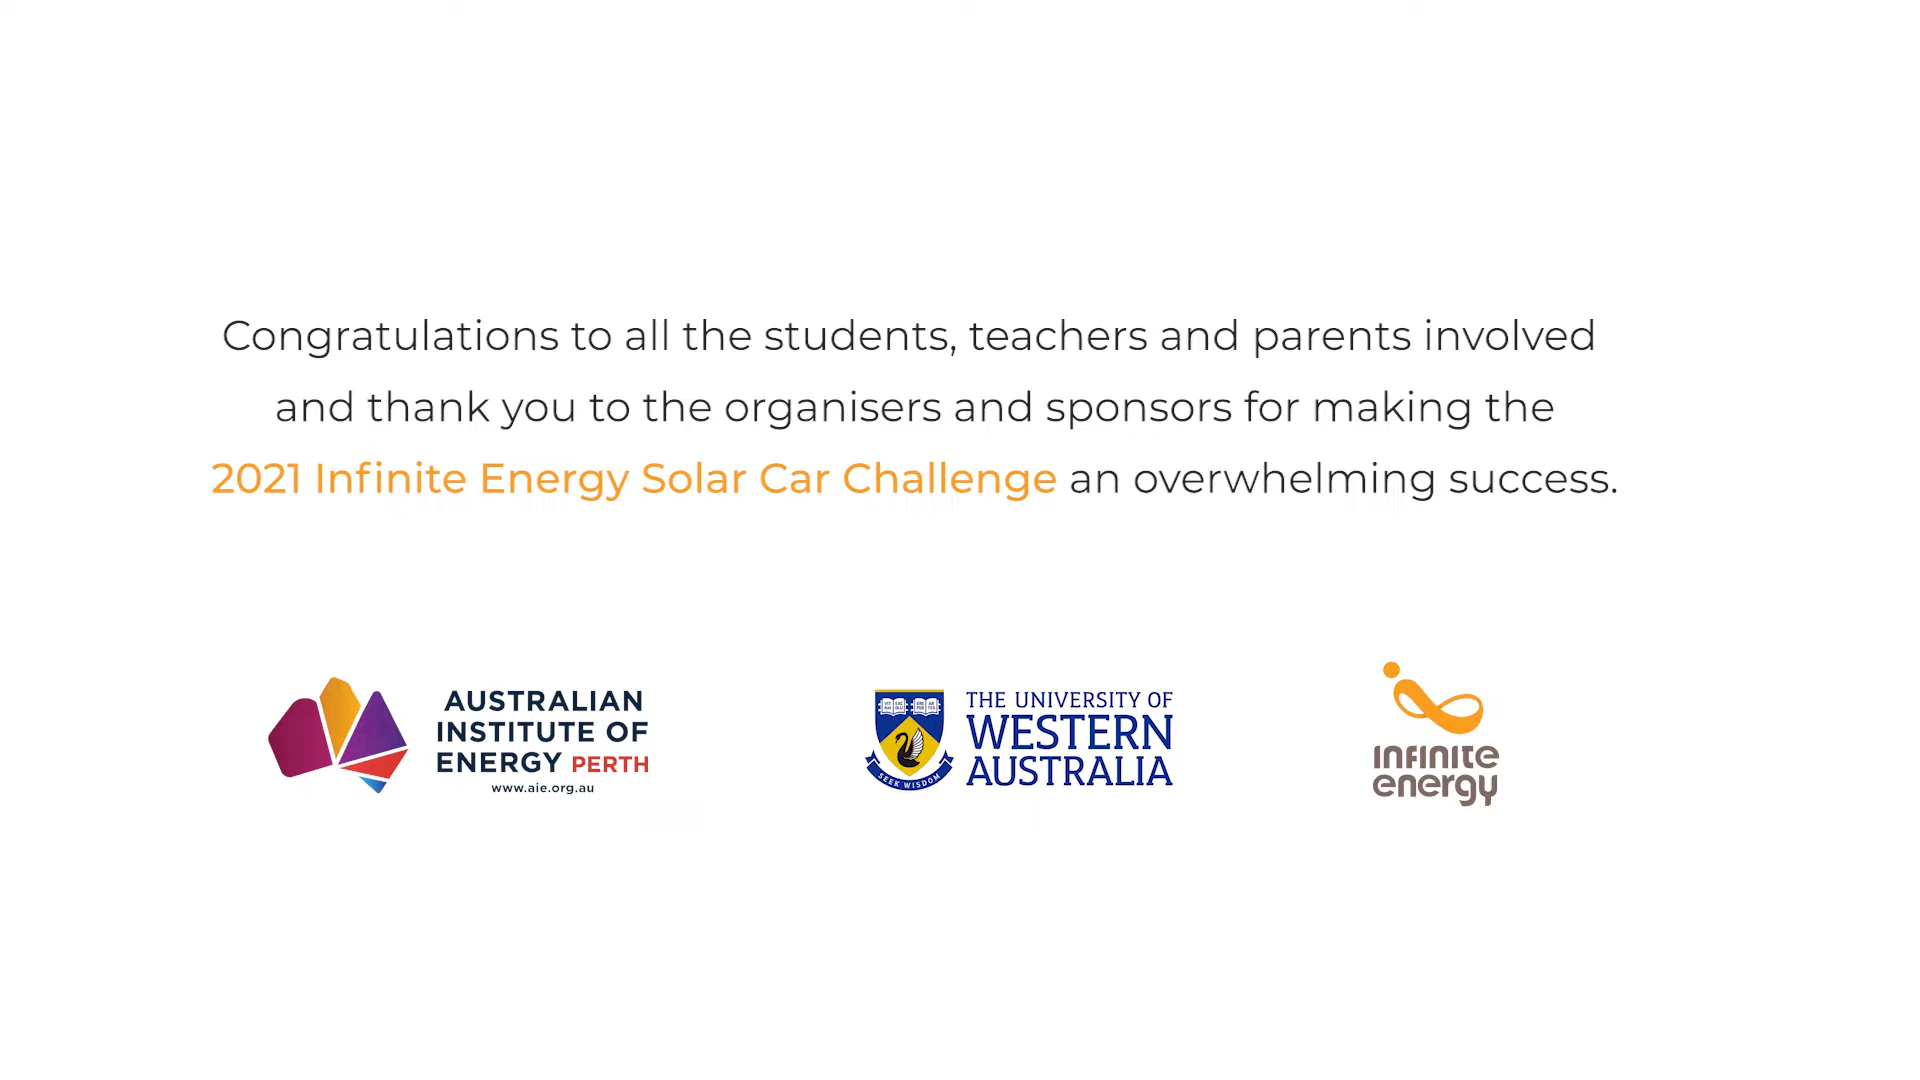 Congratulations to all the students, teachers and parents involved
and thank you to the organisers and sponsors for making the
2021 Infinite Energy Solar Car Challenge an overwhelming success.
AUSTRALIAN
INSTITUTE OF
ENERGY PERTH
www.aie.org.au
SEEK WISDOM
THE UNIVERSITY OF
WESTERN
AUSTRALIA
infinite
energy